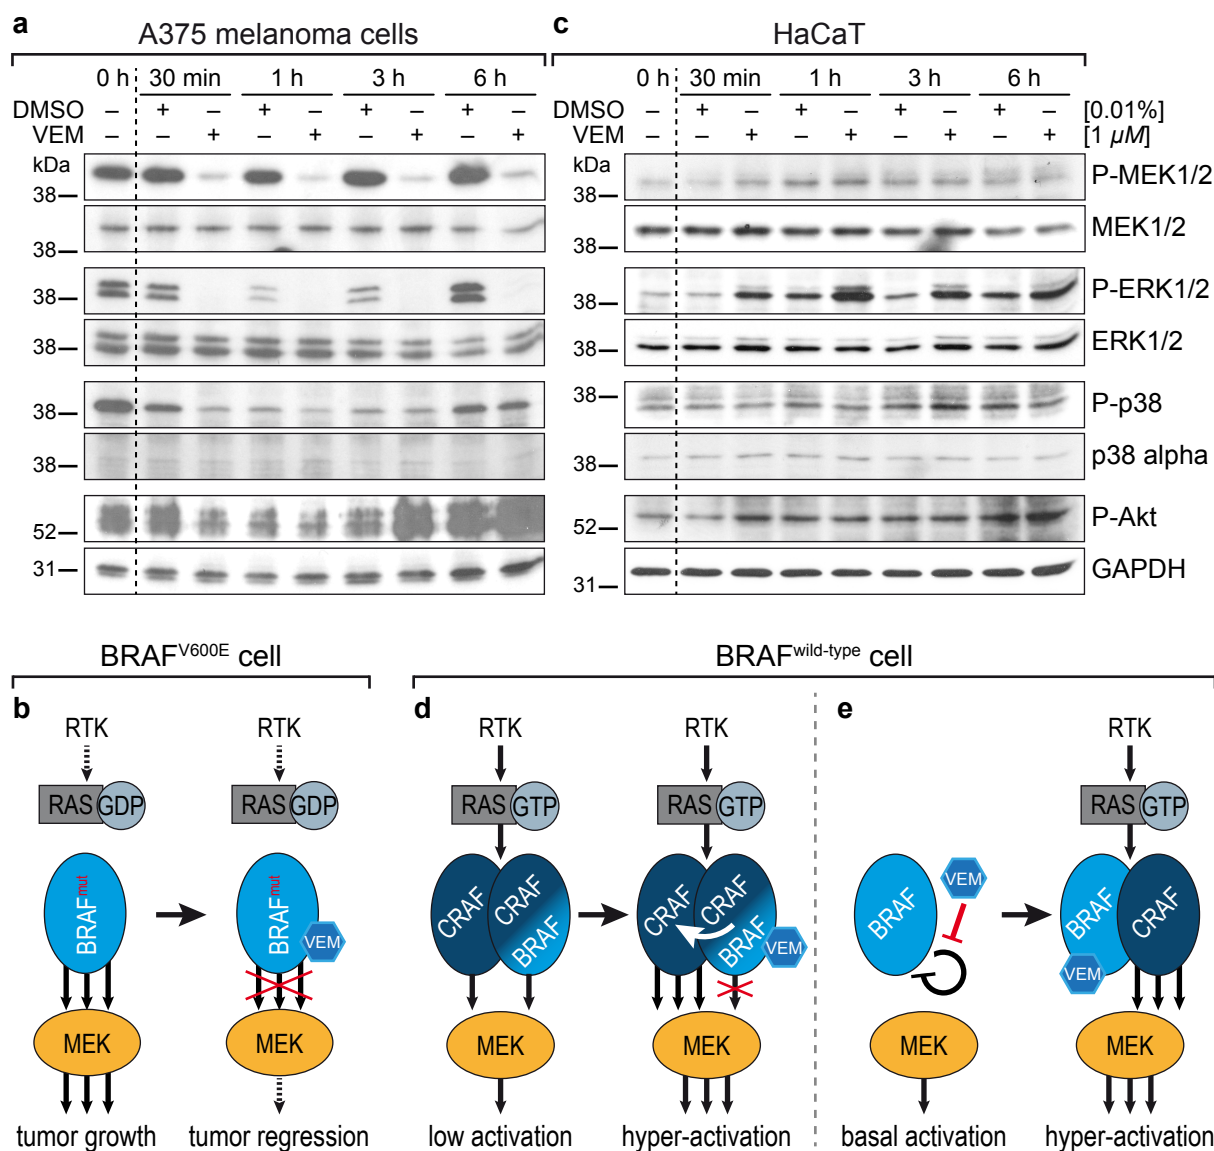 a
A375 melanoma cells
0 h 30 min 1 h 3 h 6 h
DMSO – + – + – + – + –
VEM – – + – + – + – +
kDa
38
38
38
38
38
38
52
31
c
HaCaT
0 h 30 min 1 h 3 h 6 h
– + – + – + – + – [0.01%]
– – + – + – + – + [1 µM]
kDa
38
P-MEK1/2
38
MEK1/2
38
P-ERK1/2
38
ERK1/2
38
P-p38
38
p38 alpha
52
P-Akt
31
GAPDH
BRAFV600E cell
b
RTK RTK
RAS GDP RAS GDP
BRAFmut BRAFmut
VEM
MEK MEK
tumor growth tumor regression
BRAFwild-type cell
d
RTK RTK
RAS GTP RAS GTP
CRAF CRAF BRAF CRAF CRAF BRAF
VEM
MEK MEK
low activation hyper-activation
e
RTK
RAS GTP
BRAF VEM BRAF CRAF
VEM
MEK MEK
basal activation hyper-activation